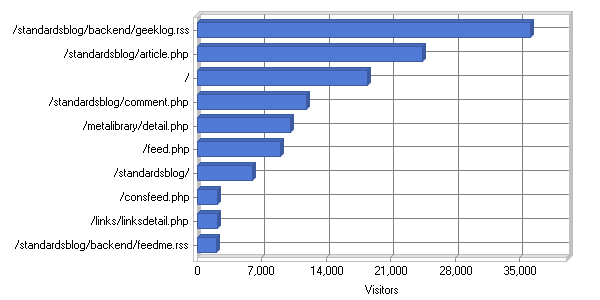 /standardsblog/backend/geeklog.rss
/standardsblog/article.php
/
/standardsblog/comment.php
/metalibrary/detail.php
/feed.php
/standardsblog/
/consfeed.php
/links/linksdetail.php
/standardsblog/backend/feedme.rss
0 7,000 14,000 21,000 28,000 35,000
Visitors